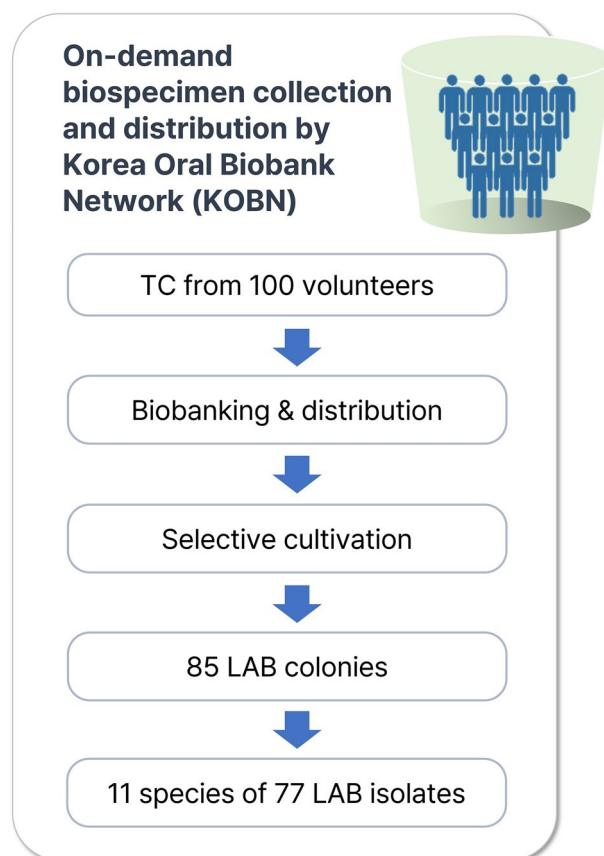 On-demand
biospecimen collection
and distribution by
Korea Oral Biobank
Network (KOBN)
TC from 100 volunteers
Biobanking & distribution
Selective cultivation
85 LAB colonies
11 species of 77 LAB isolates